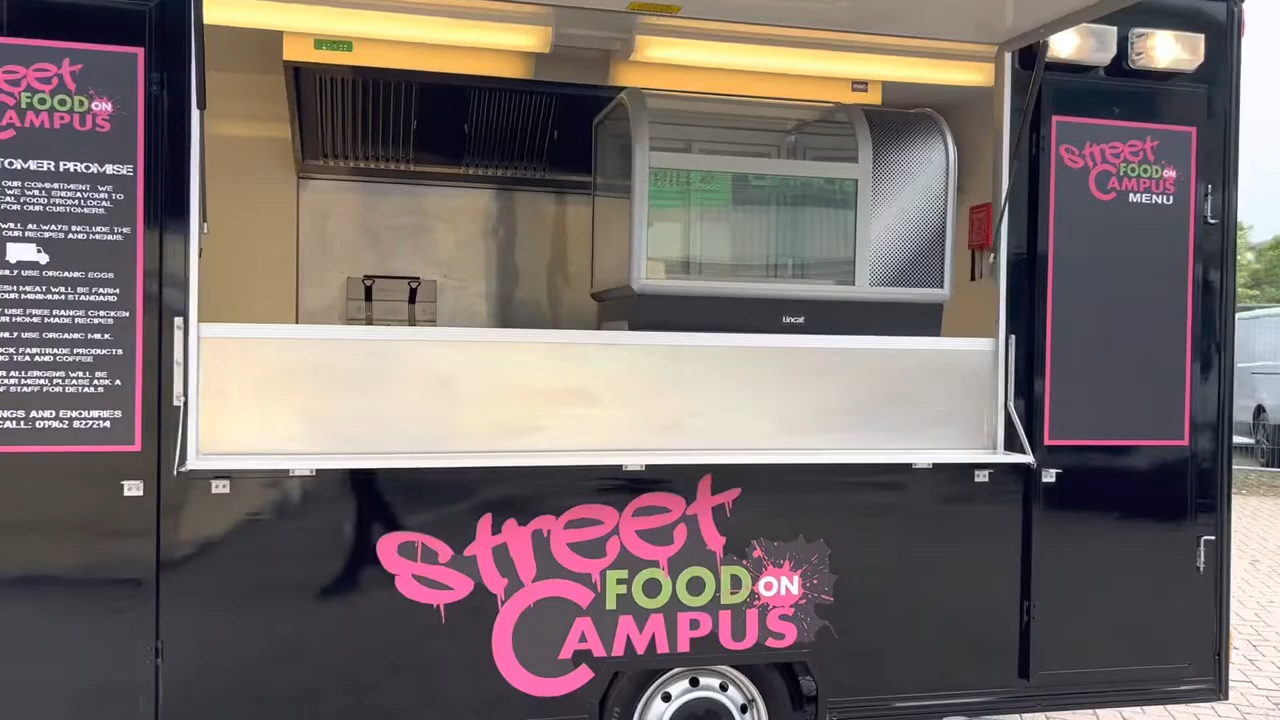 FOOD ON
CAMPUS
TOMER PROMISE
OUR COMMITMENT WE
WE WILL ENDEAVOUR TO
CAL FOOD FROM LOCAL
FOR OUR CUSTOMERS.
WILL ALWAYS INCLUDE THE
OUR RECIPES AND MENUS:
NLY USE ORGANIC EGGS
ESH MEAT WILL BE FARM
OUR MINIMUM STANDARD
Y USE FREE RANGE CHICKEN
UR HOME MADE RECIPES
NLY USE ORGANIC MILK.
OCK FAIRTRADE PRODUCTS
NG TEA AND COFFEE
R ALLERGENS WILL BE
OUR MENU, PLEASE ASK A
OF STAFF FOR DETAILS
NGS AND ENQUIRIES
CALL: 01962 827214
Lincat
Street
FOOD ON
CAMPUS
MENU
Street
FOOD ON
CAMPUS